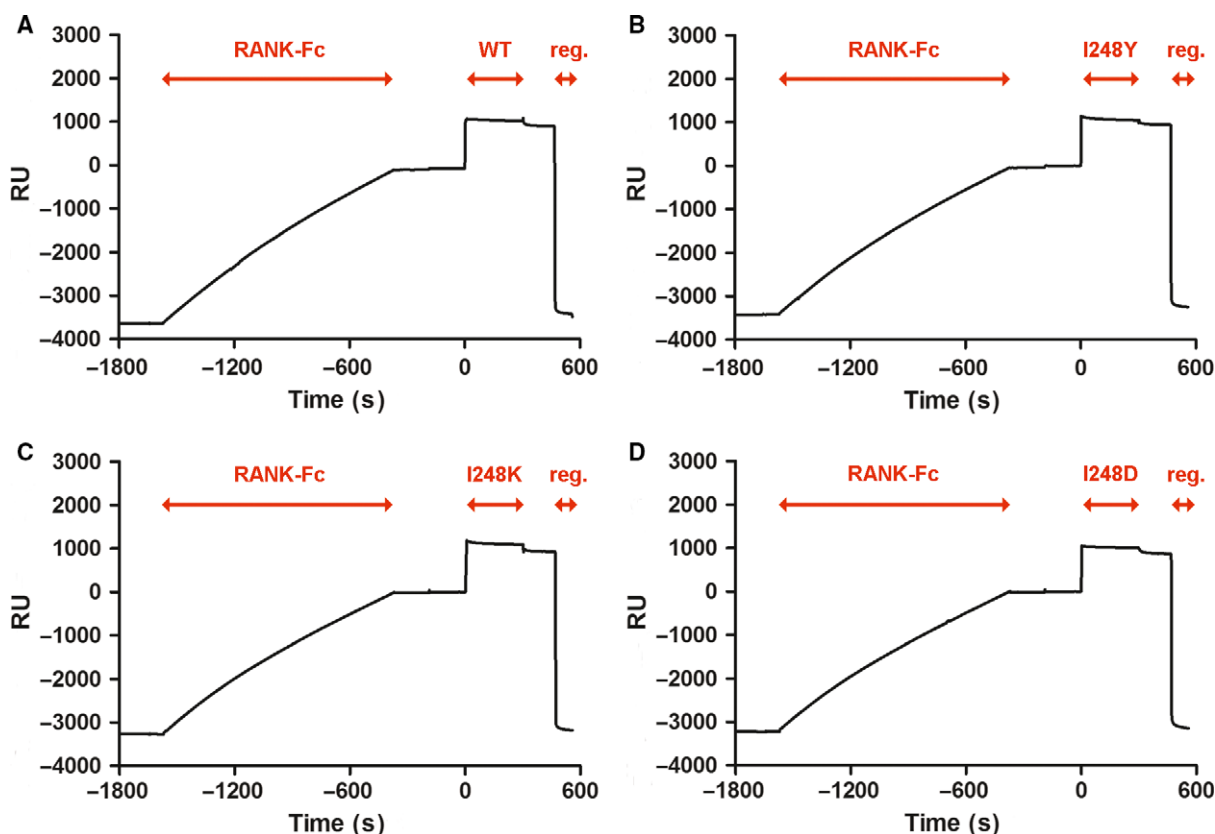 A
RANK-Fc WT reg.
3000
2000
1000
0
–1000
–2000
–3000
–4000
RU
–1800 –1200 –600 0 600
Time (s)
B
RANK-Fc I248Y reg.
3000
2000
1000
0
–1000
–2000
–3000
–4000
RU
–1800 –1200 –600 0 600
Time (s)
C
RANK-Fc I248K reg.
3000
2000
1000
0
–1000
–2000
–3000
–4000
RU
–1800 –1200 –600 0 600
Time (s)
D
RANK-Fc I248D reg.
3000
2000
1000
0
–1000
–2000
–3000
–4000
RU
–1800 –1200 –600 0 600
Time (s)